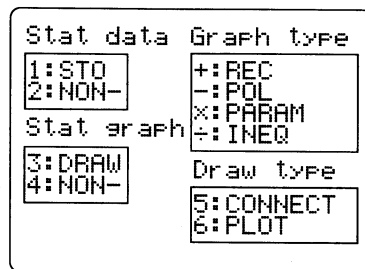 Stat data
1:STO
2:NON-
Stat graph
3:DRAW
4:NON-
Graph type
+:REC
-:POL
×:PARAM
÷:INEQ
Draw type
5:CONNECT
6:PLOT